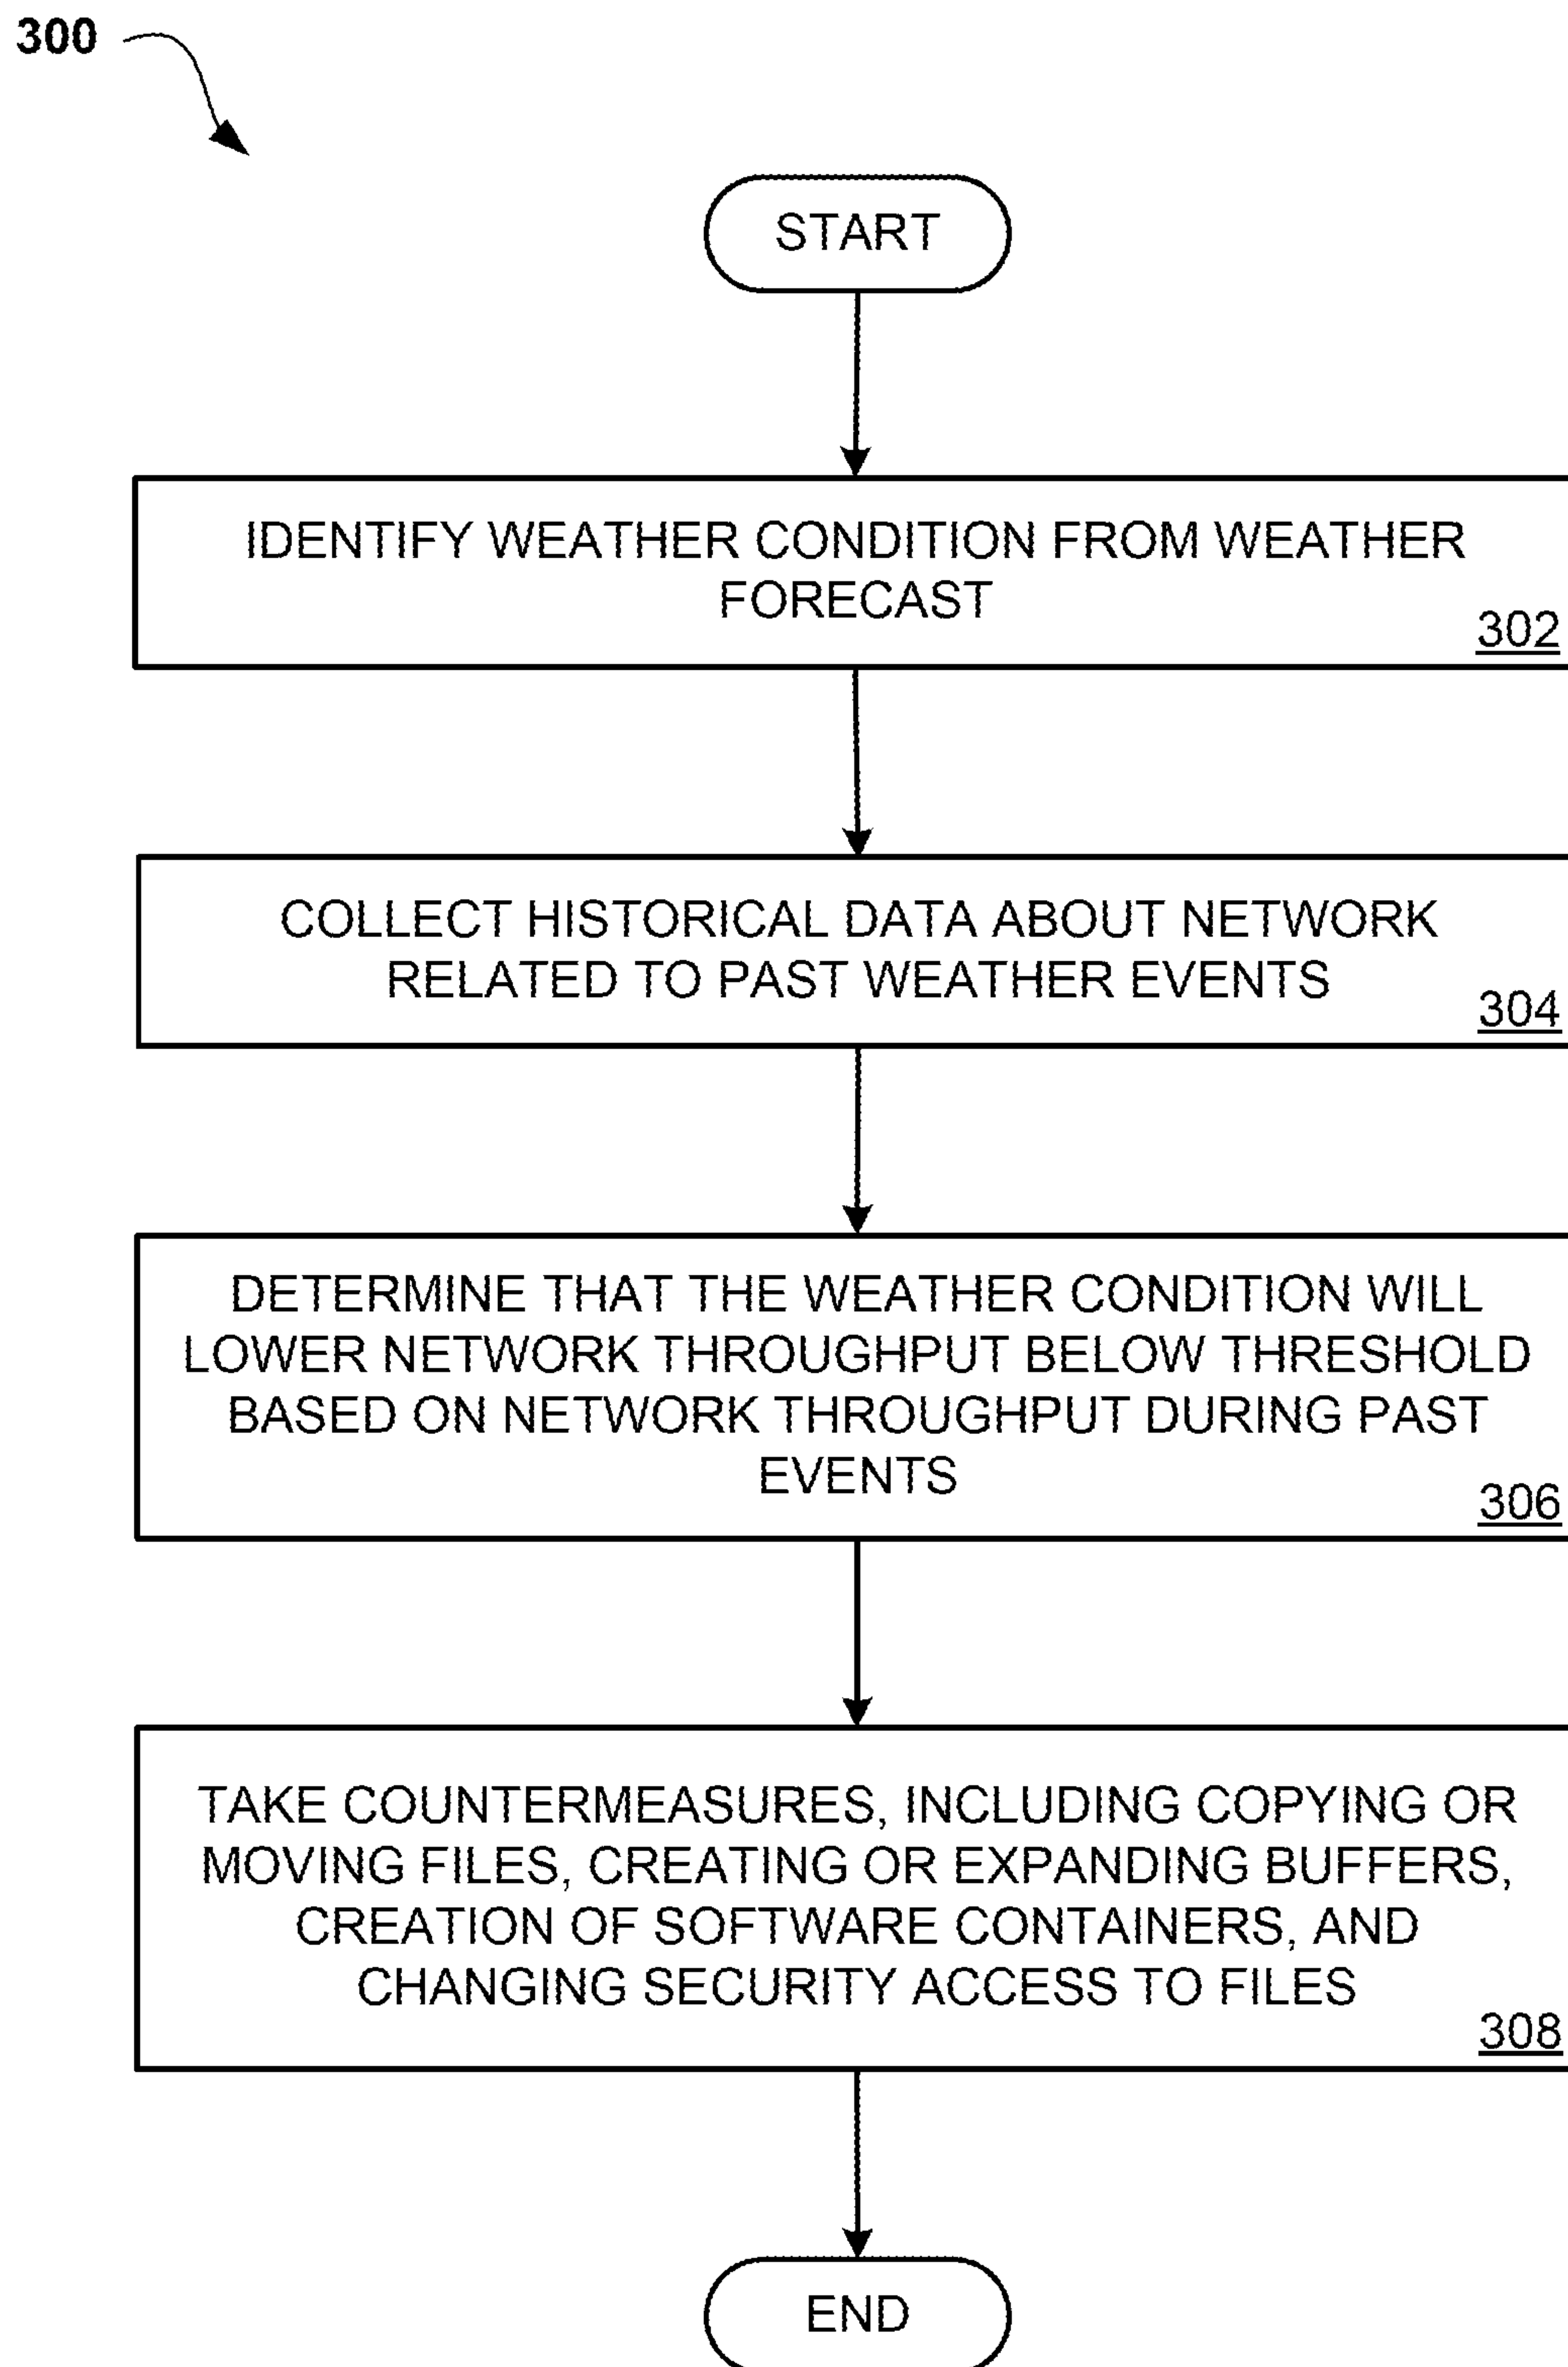 300
START
IDENTIFY WEATHER CONDITION FROM WEATHER
FORECAST
302
COLLECT HISTORICAL DATA ABOUT NETWORK
RELATED TO PAST WEATHER EVENTS
304
DETERMINE THAT THE WEATHER CONDITION WILL
LOWER NETWORK THROUGHPUT BELOW THRESHOLD
BASED ON NETWORK THROUGHPUT DURING PAST
EVENTS
306
TAKE COUNTERMEASURES, INCLUDING COPYING OR
MOVING FILES, CREATING OR EXPANDING BUFFERS,
CREATION OF SOFTWARE CONTAINERS, AND
CHANGING SECURITY ACCESS TO FILES
308
END